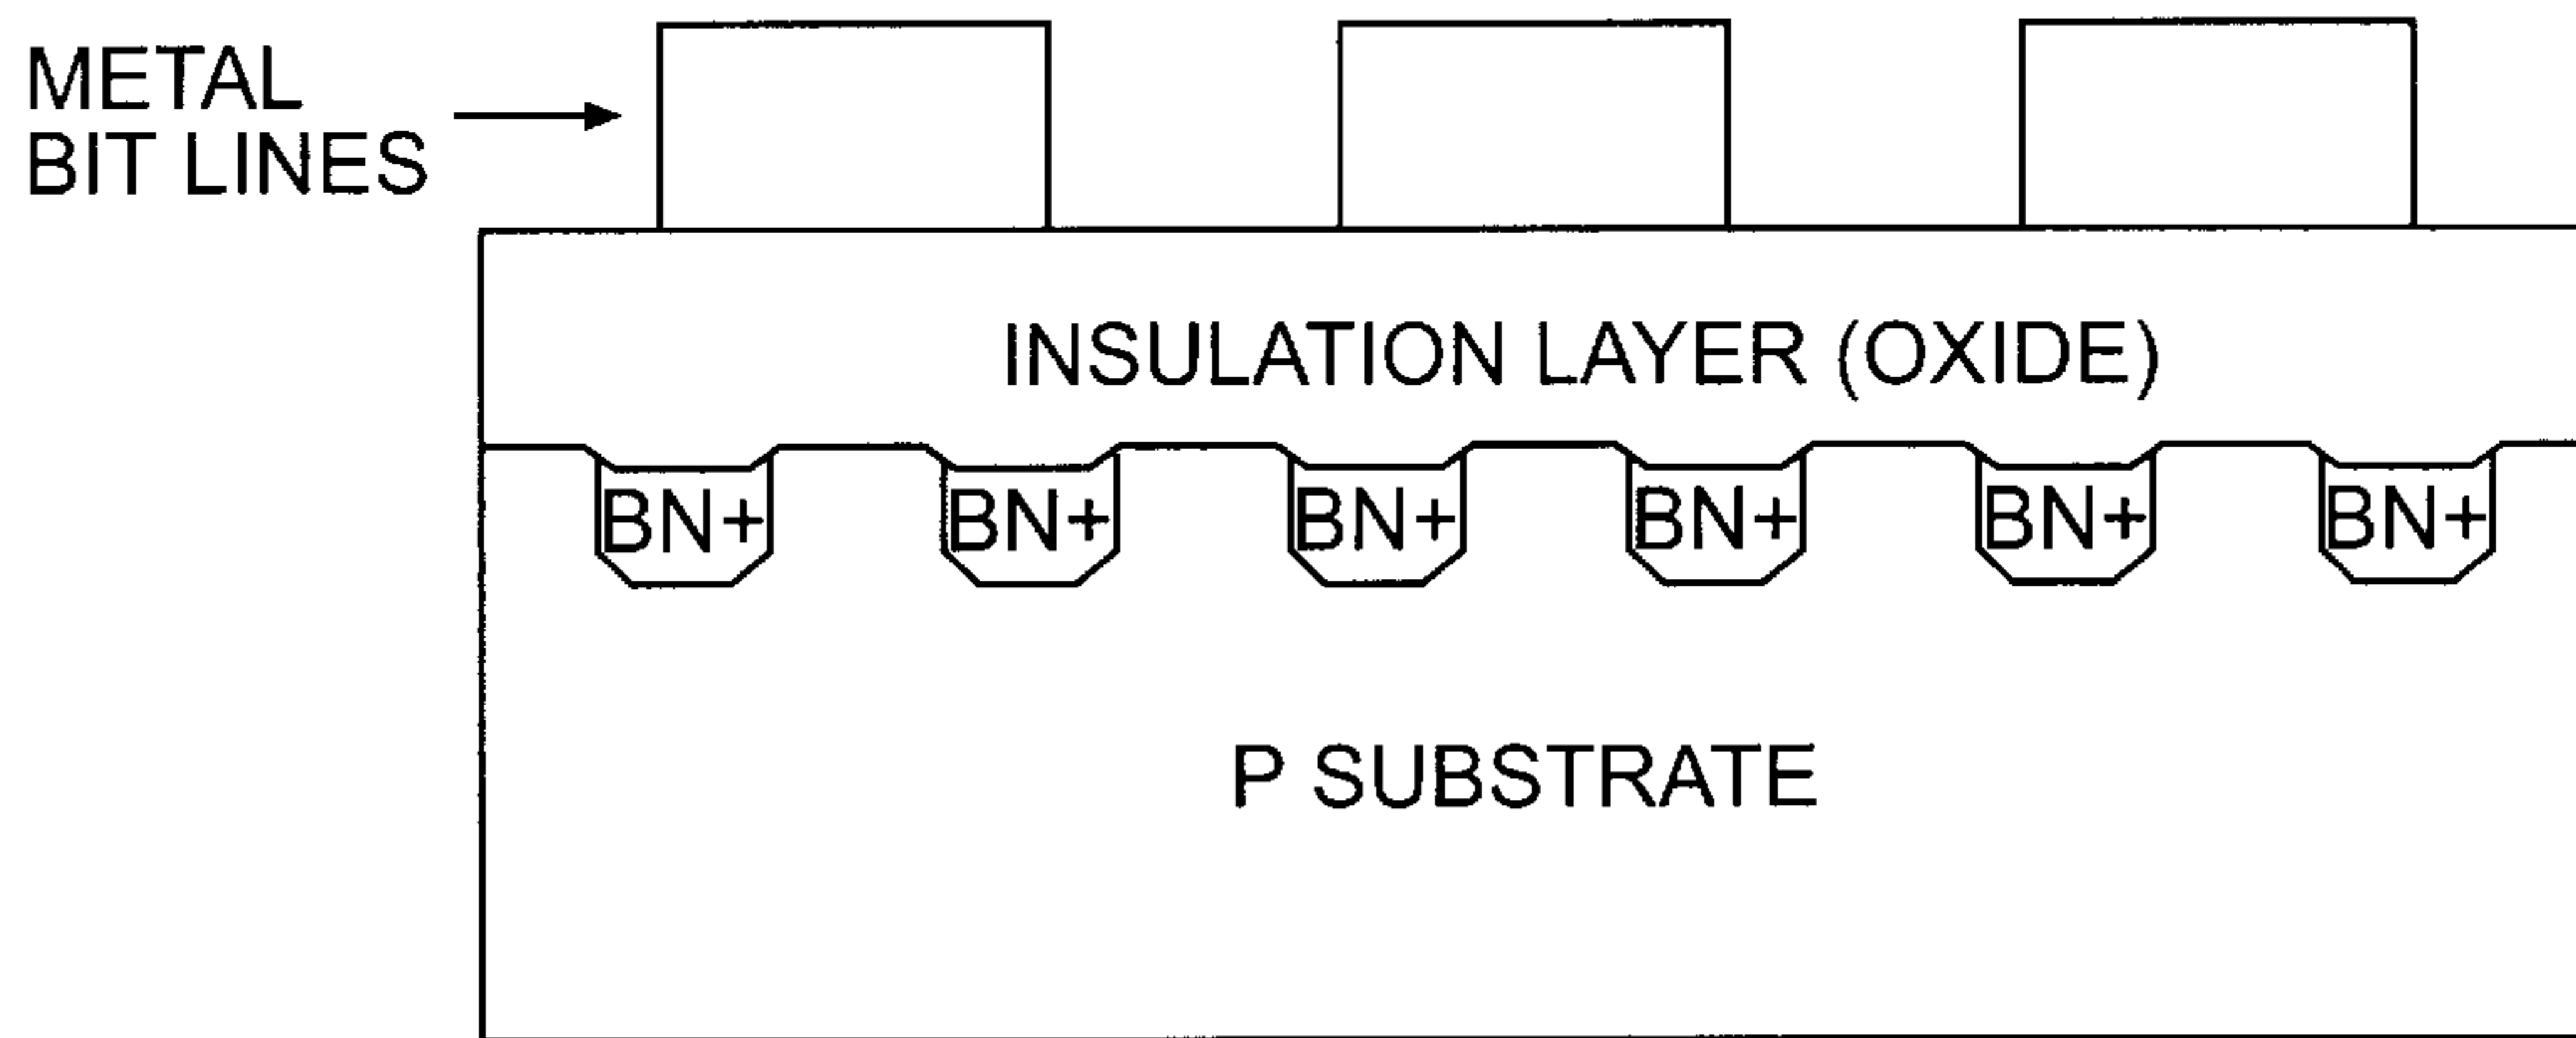 METAL
BIT LINES
INSULATION LAYER (OXIDE)
BN+ BN+ BN+ BN+ BN+ BN+
P SUBSTRATE